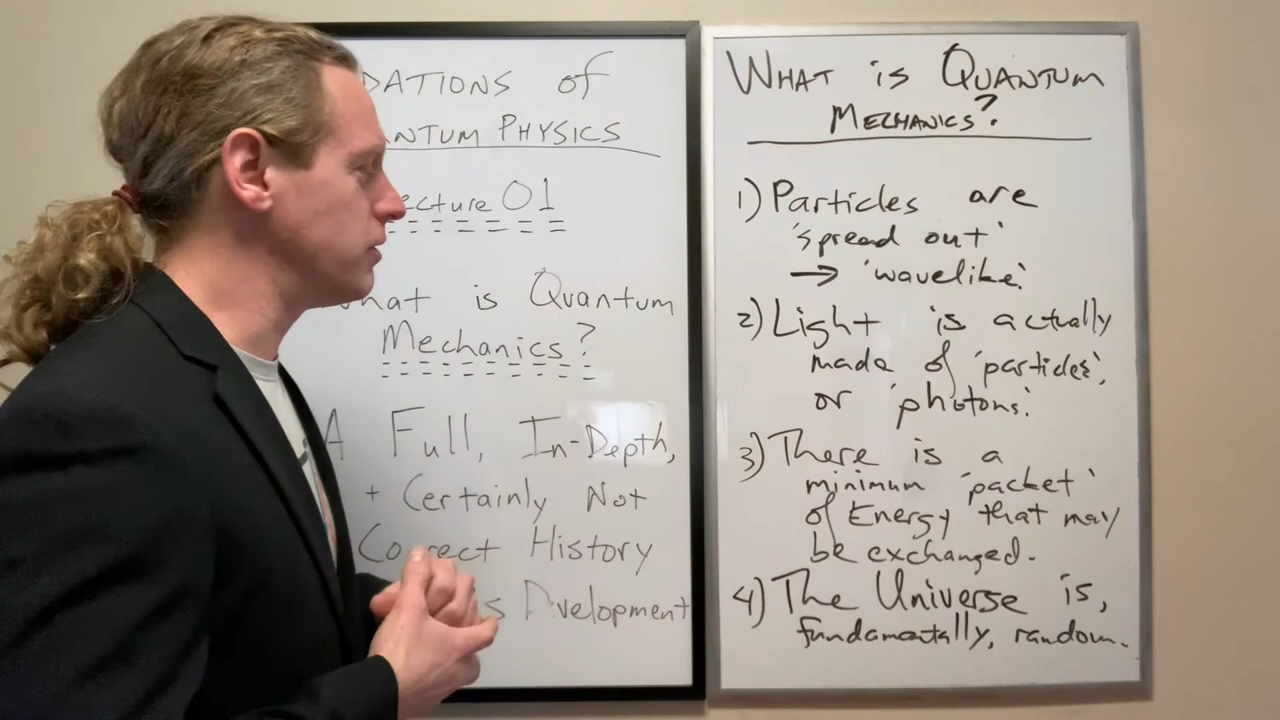 DATIONS of
NTUM PHYSICS
ecture 01
hat is Quantum
Mechanics?
A Full, In-Depth,
+ Certainly Not
Correct History
s Dvelopment
WHAT is QUANTUM
MECHANICS?
1) Particles are
'spread out'
→ 'wavelike'.
2) Light is actually
made of 'particles',
or 'photons'.
3) There is a
minimum 'packet'
of Energy that may
be exchanged.
4) The Universe is,
fundamentally, random.